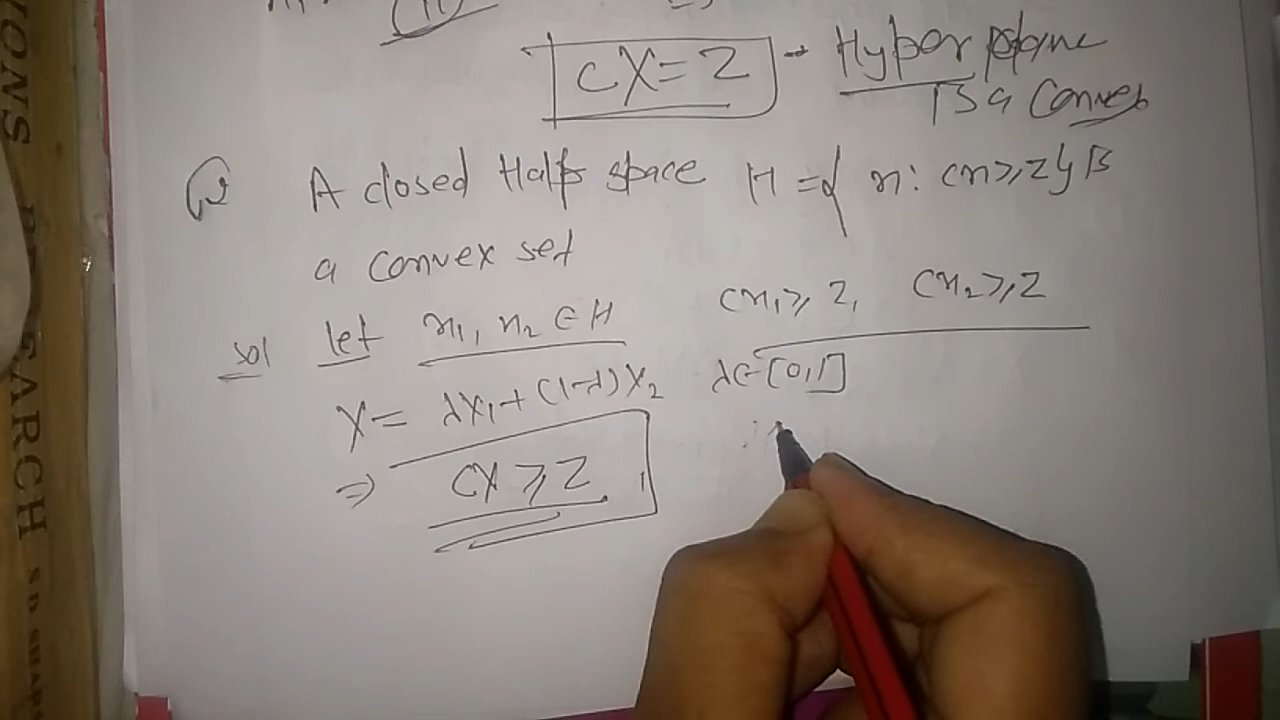 CX = Z → Hyper plane
is a Convex
Q A closed Half space H = { x : cx ≥ z } is
a convex set
Sol let x₁, x₂ ∈ H cx₁ ≥ z, cx₂ ≥ z
X = λx₁ + (1-λ)x₂ λ ∈ [0,1]
⇒ CX ≥ Z